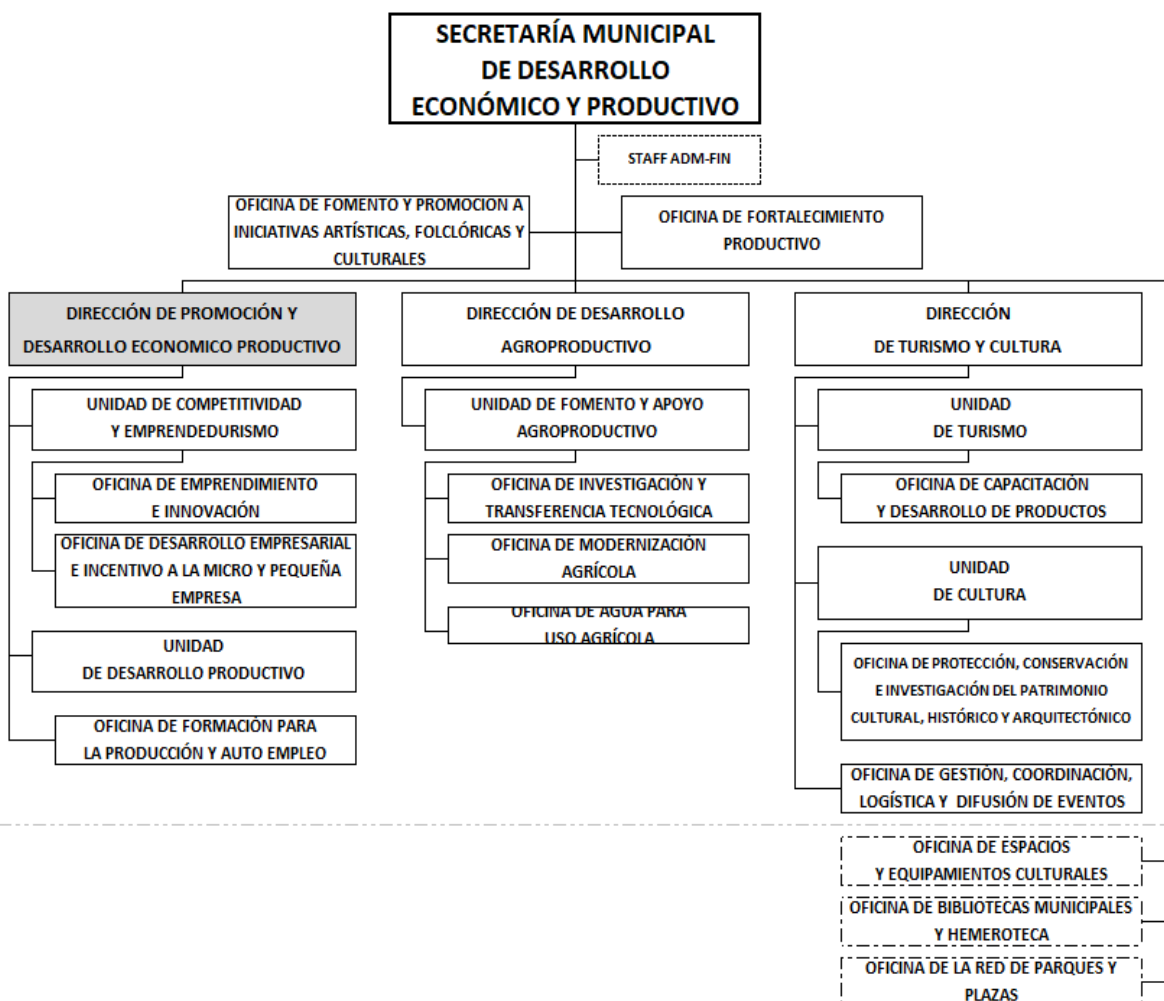 SECRETARÍA MUNICIPAL
DE DESARROLLO
ECONÓMICO Y PRODUCTIVO
STAFF ADM-FIN
OFICINA DE FOMENTO Y PROMOCION A
INICIATIVAS ARTÍSTICAS, FOLCLÓRICAS Y
CULTURALES
OFICINA DE FORTALECIMIENTO
PRODUCTIVO
DIRECCIÓN DE PROMOCIÓN Y
DESARROLLO ECONOMICO PRODUCTIVO
UNIDAD DE COMPETITIVIDAD
Y EMPRENDEDURISMO
OFICINA DE EMPRENDIMIENTO
E INNOVACIÓN
OFICINA DE DESARROLLO EMPRESARIAL
E INCENTIVO A LA MICRO Y PEQUEÑA
EMPRESA
UNIDAD
DE DESARROLLO PRODUCTIVO
OFICINA DE FORMACIÓN PARA
LA PRODUCCIÓN Y AUTO EMPLEO
DIRECCIÓN DE DESARROLLO
AGROPRODUCTIVO
UNIDAD DE FOMENTO Y APOYO
AGROPRODUCTIVO
OFICINA DE INVESTIGACIÓN Y
TRANSFERENCIA TECNOLÓGICA
OFICINA DE MODERNIZACIÓN
AGRÍCOLA
OFICINA DE AGUA PARA
USO AGRÍCOLA
DIRECCIÓN
DE TURISMO Y CULTURA
UNIDAD
DE TURISMO
OFICINA DE CAPACITACIÓN
Y DESARROLLO DE PRODUCTOS
UNIDAD
DE CULTURA
OFICINA DE PROTECCIÓN, CONSERVACIÓN
E INVESTIGACIÓN DEL PATRIMONIO
CULTURAL, HISTÓRICO Y ARQUITECTÓNICO
OFICINA DE GESTIÓN, COORDINACIÓN,
LOGÍSTICA Y DIFUSIÓN DE EVENTOS
OFICINA DE ESPACIOS
Y EQUIPAMIENTOS CULTURALES
OFICINA DE BIBLIOTECAS MUNICIPALES
Y HEMEROTECA
OFICINA DE LA RED DE PARQUES Y
PLAZAS